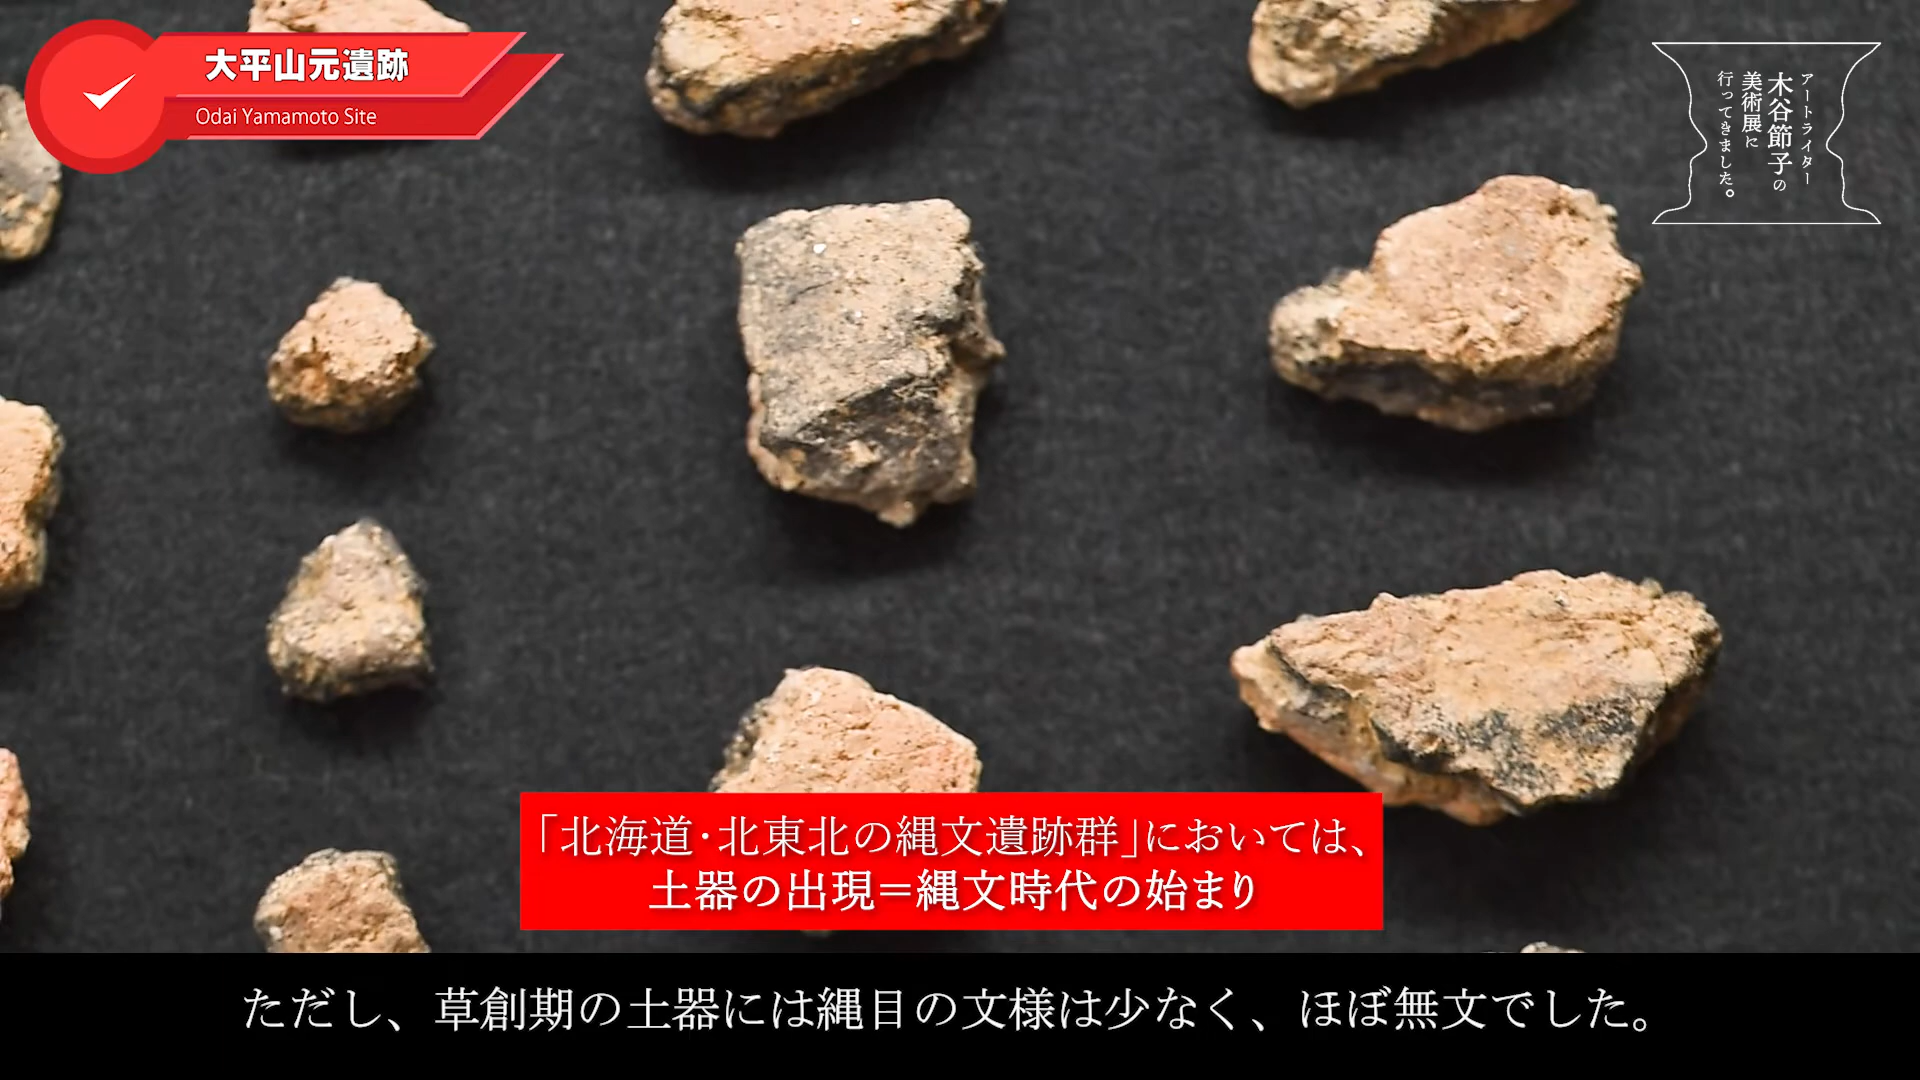 大平山元遺跡
Odai Yamamoto Site
アートライター
木谷節子の
美術展に
行ってきました。
「北海道・北東北の縄文遺跡群」においては、
土器の出現＝縄文時代の始まり
ただし、草創期の土器には縄目の文様は少なく、ほぼ無文でした。